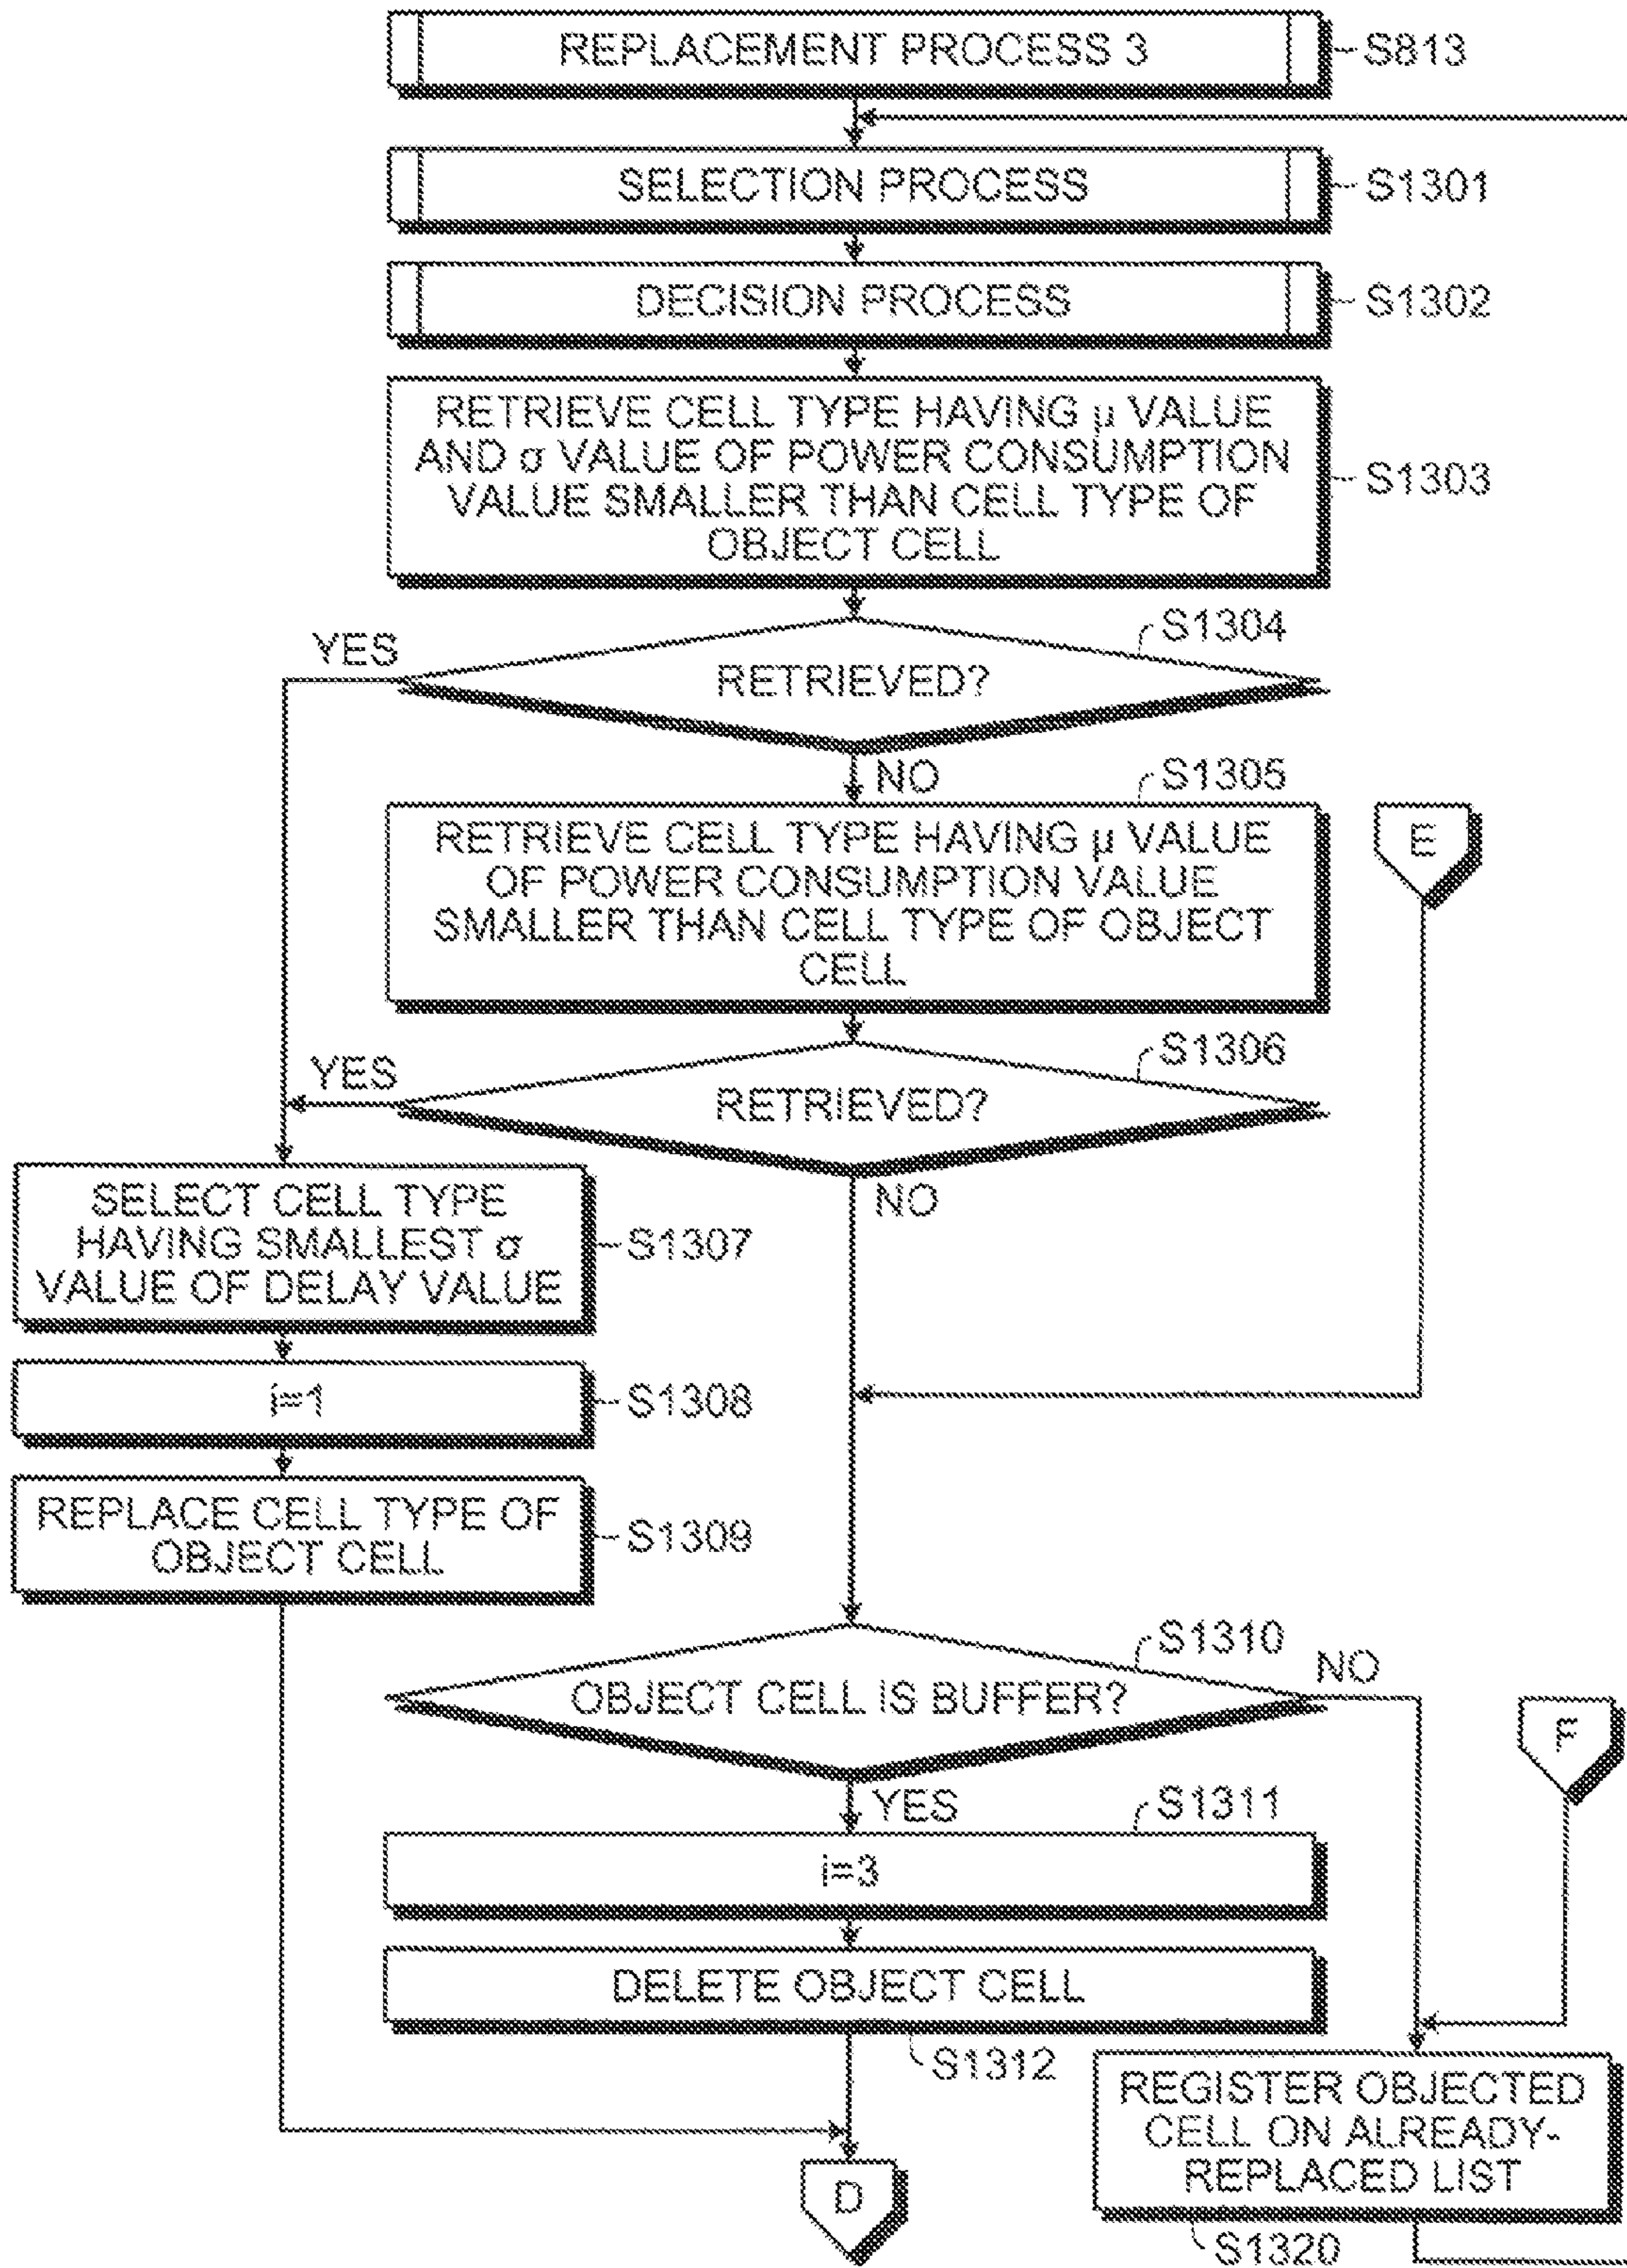 REPLACEMENT PROCESS 3
S813
SELECTION PROCESS
S1301
DECISION PROCESS
S1302
RETRIEVE CELL TYPE HAVING μ VALUE
AND σ VALUE OF POWER CONSUMPTION
VALUE SMALLER THAN CELL TYPE OF
OBJECT CELL
S1303
S1304
YES
RETRIEVED?
NO
S1305
RETRIEVE CELL TYPE HAVING μ VALUE
OF POWER CONSUMPTION VALUE
SMALLER THAN CELL TYPE OF OBJECT
CELL
E
S1306
YES
RETRIEVED?
NO
SELECT CELL TYPE
HAVING SMALLEST σ
VALUE OF DELAY VALUE
S1307
i=1
S1308
REPLACE CELL TYPE OF
OBJECT CELL
S1309
S1310
NO
OBJECT CELL IS BUFFER?
F
YES
S1311
i=3
DELETE OBJECT CELL
S1312
REGISTER OBJECTED
CELL ON ALREADY-
REPLACED LIST
D
S1320